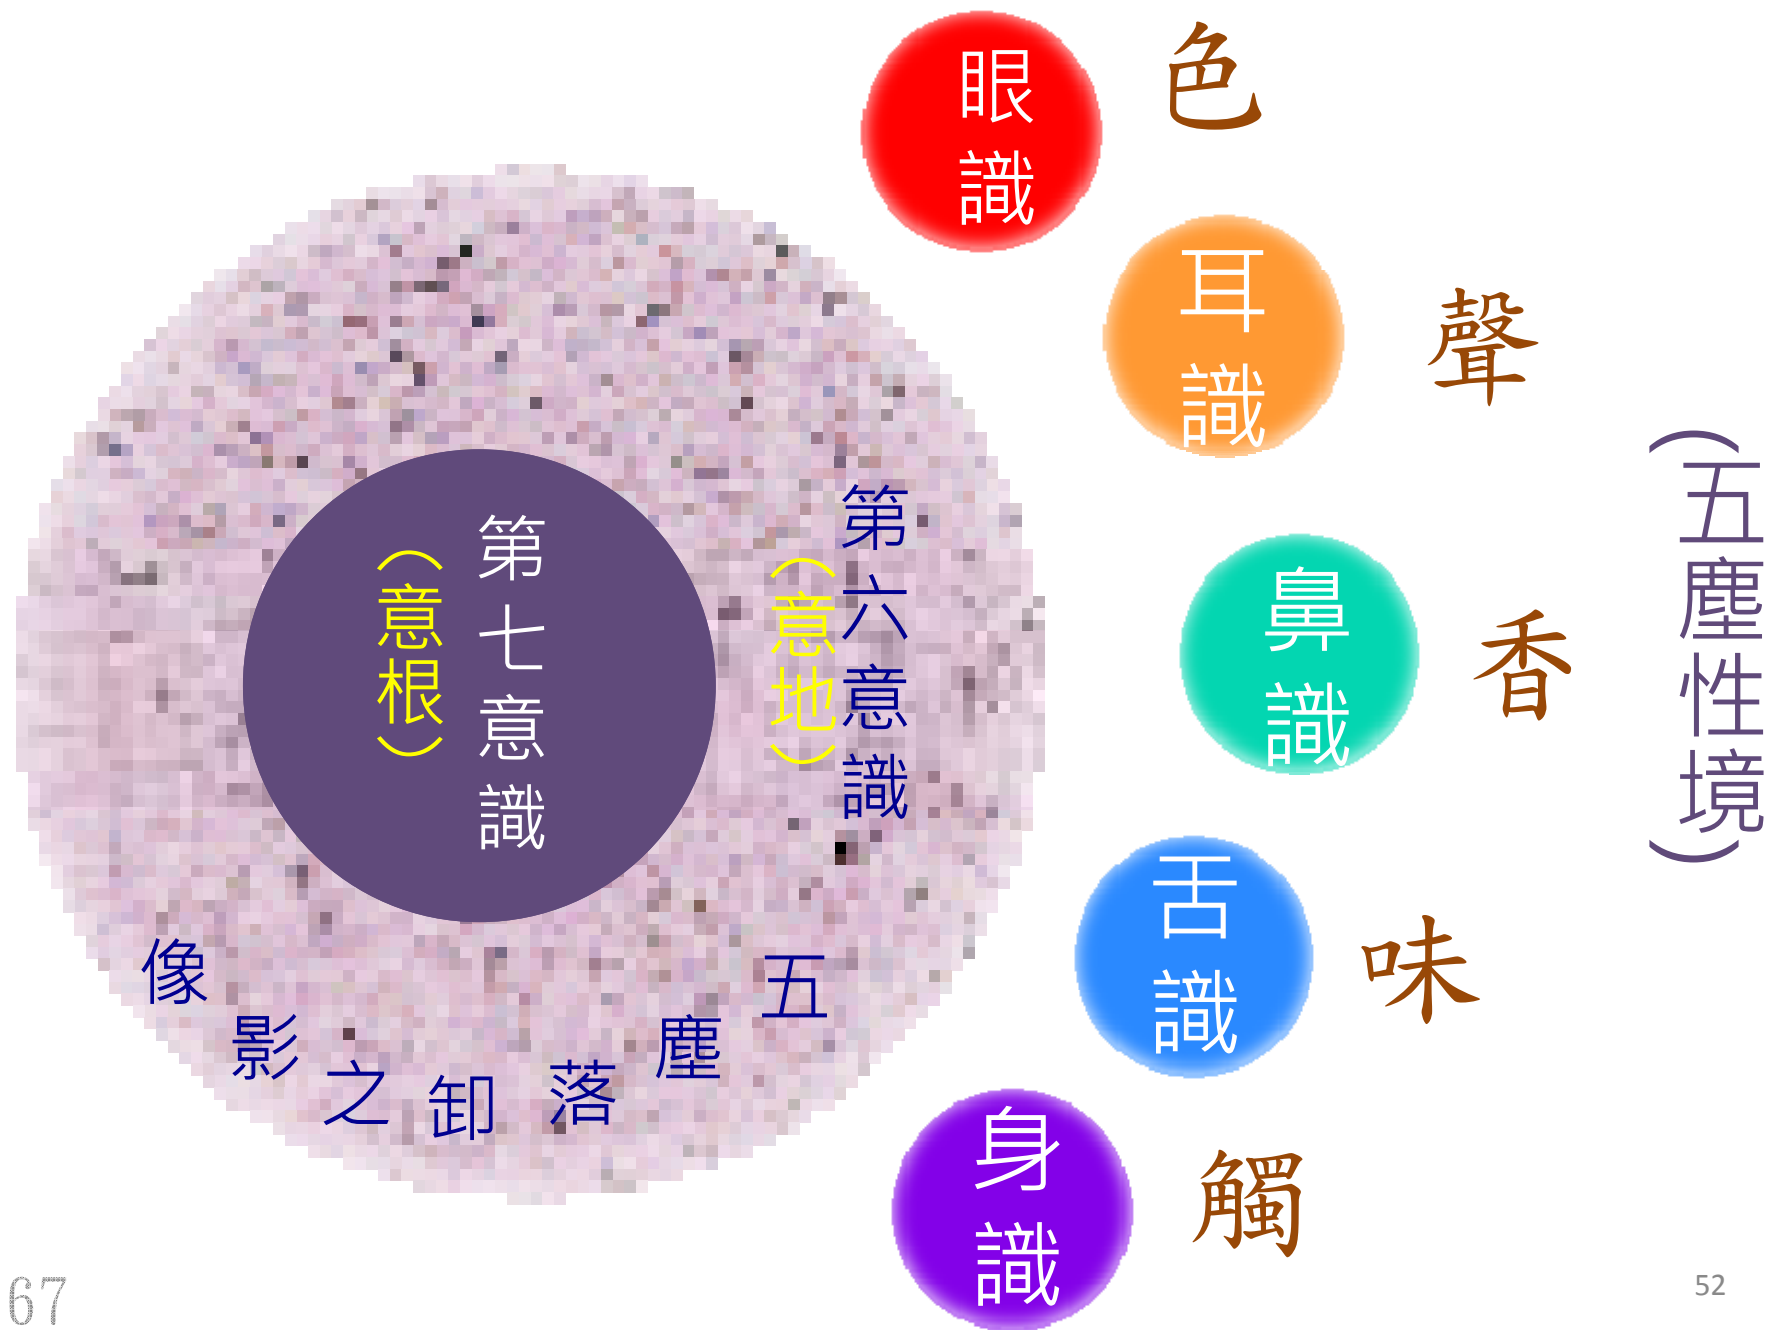 眼識
色
耳識
聲
鼻識
香
舌識
味
身識
觸
(五塵性境)
第六意識
(意地)
第七意識
(意根)
五塵落卸之影像
67
52